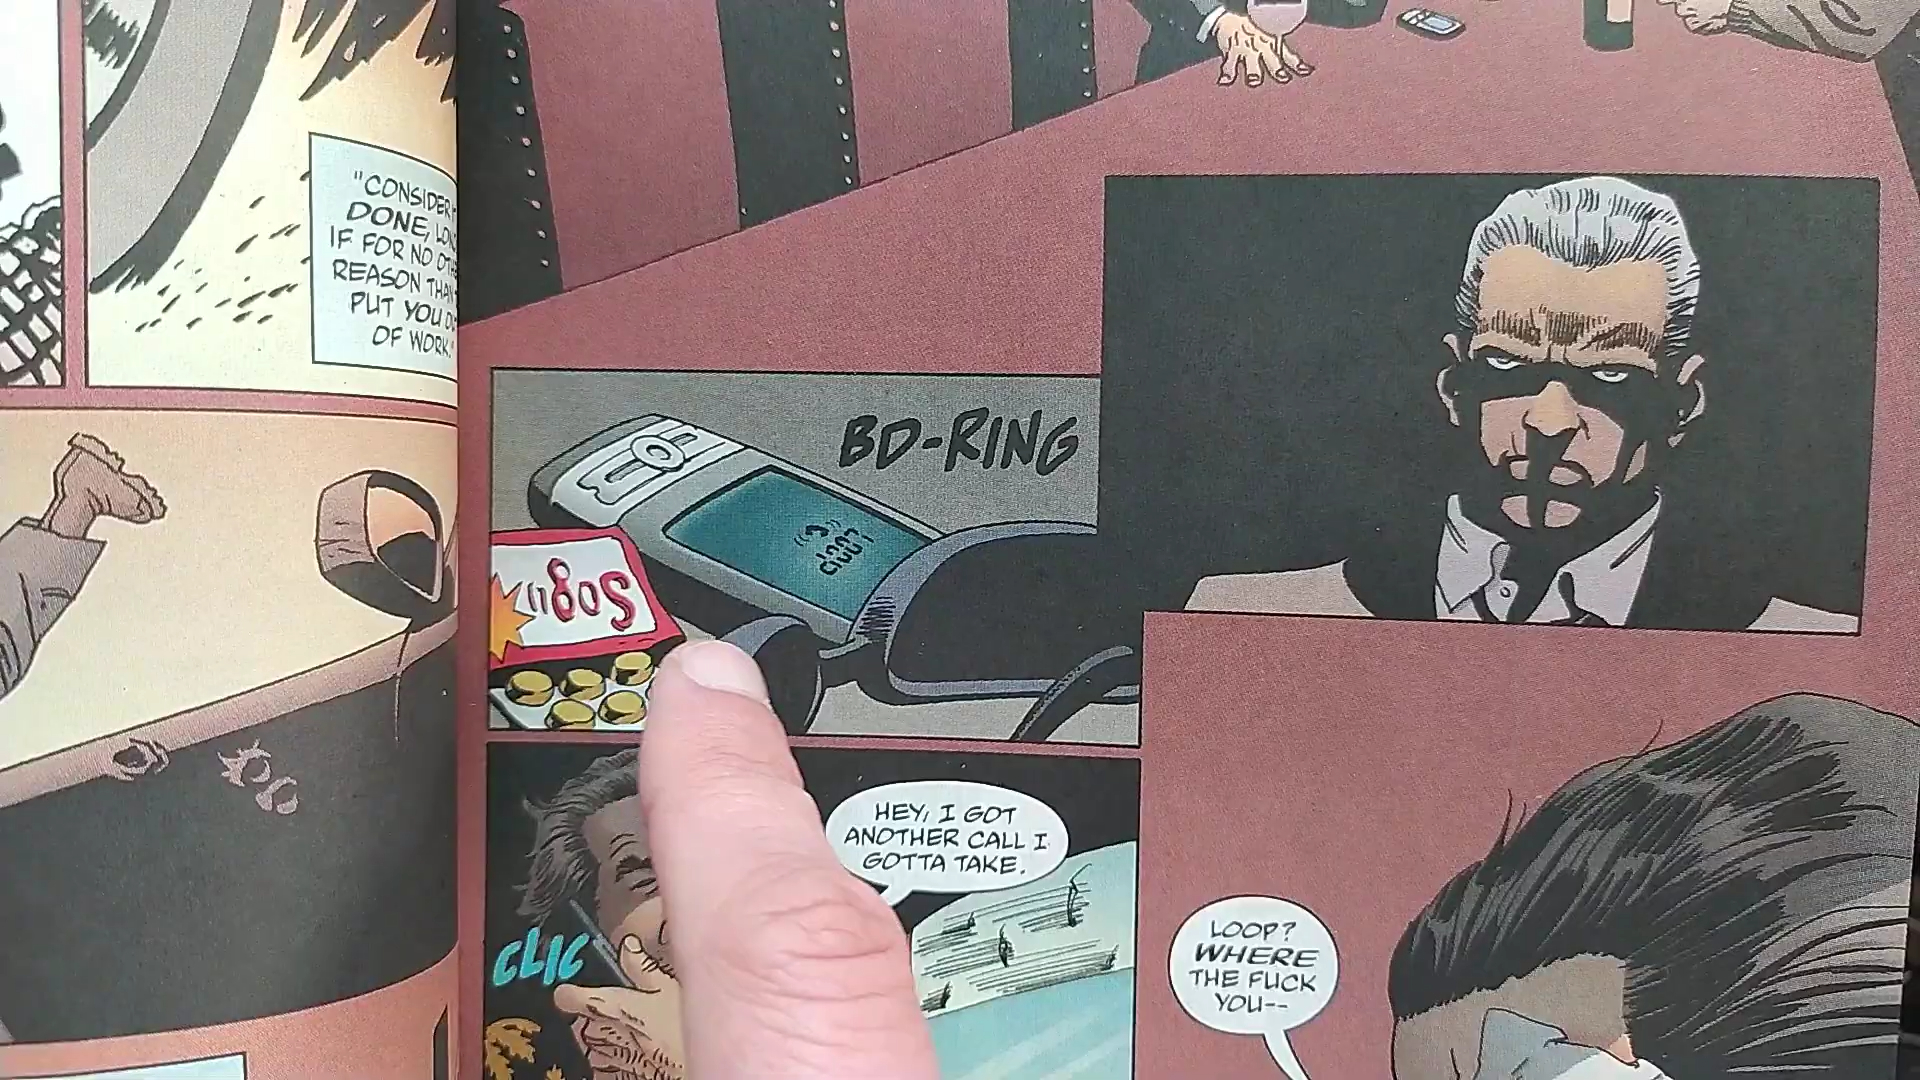 "CONSIDER
DONE,
IF FOR NO
REASON THAN
PUT YOU
OF WORK."
BD-RING
CLIC
HEY, I GOT
ANOTHER CALL I
GOTTA TAKE.
LOOP?
WHERE
THE FUCK
YOU--